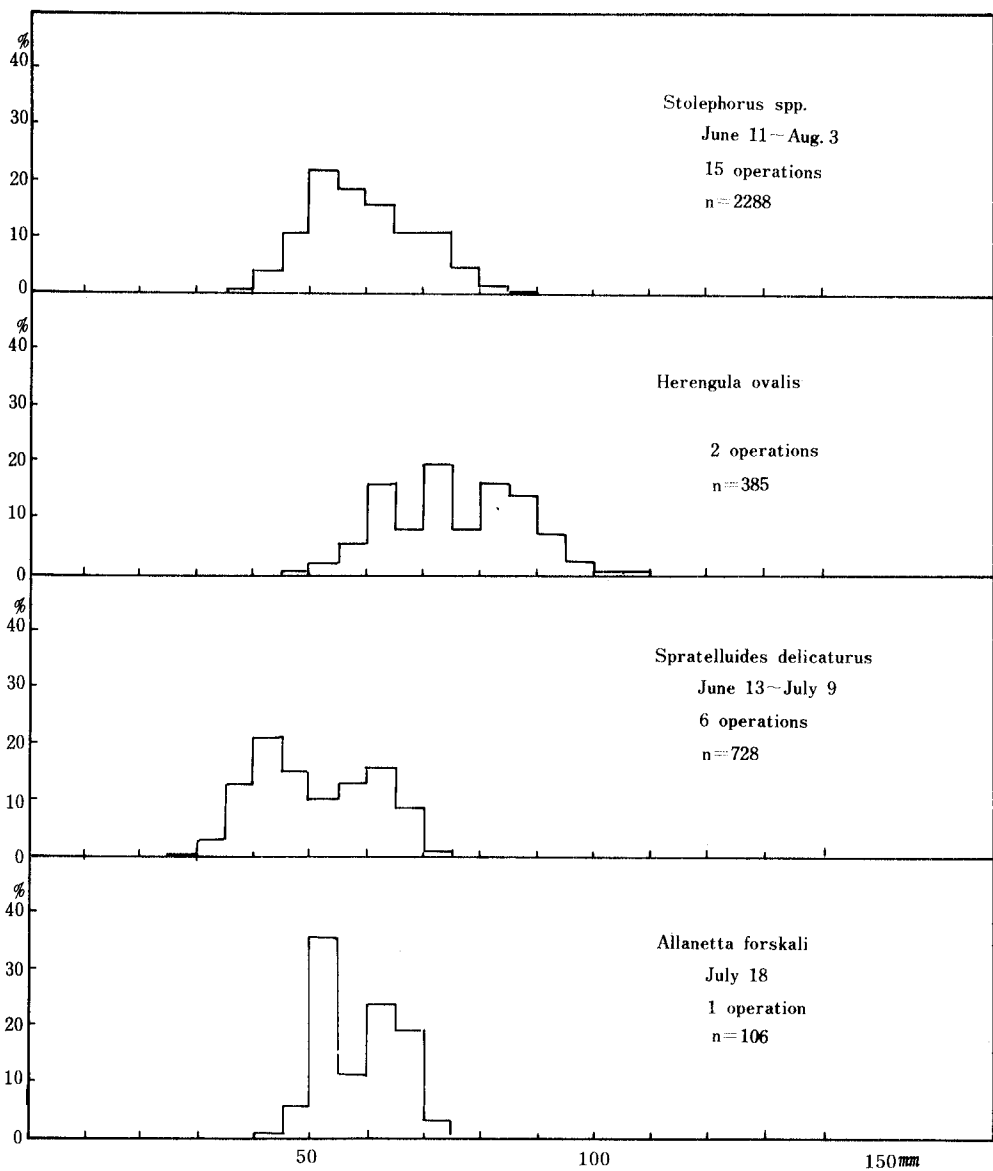 %
40
30
20
10
0
Stolephorus spp.
June 11~Aug. 3
15 operations
n=2288
%
40
30
20
10
0
Herengula ovalis
2 operations
n=385
%
40
30
20
10
0
Spratelluides delicaturus
June 13~July 9
6 operations
n=728
%
40
30
20
10
0
Allanetta forskali
July 18
1 operation
n=106
50 100 150mm